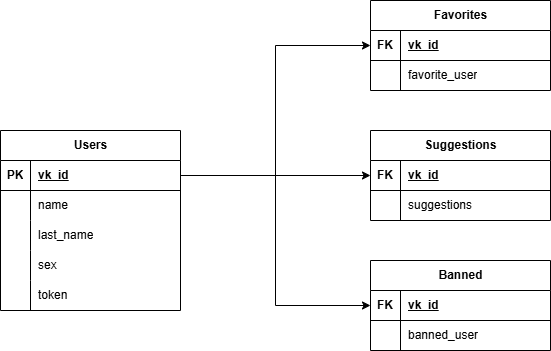 Favorites
FK vk_id
favorite_user
Users
PK vk_id
name
last_name
sex
token
Suggestions
FK vk_id
suggestions
Banned
FK vk_id
banned_user